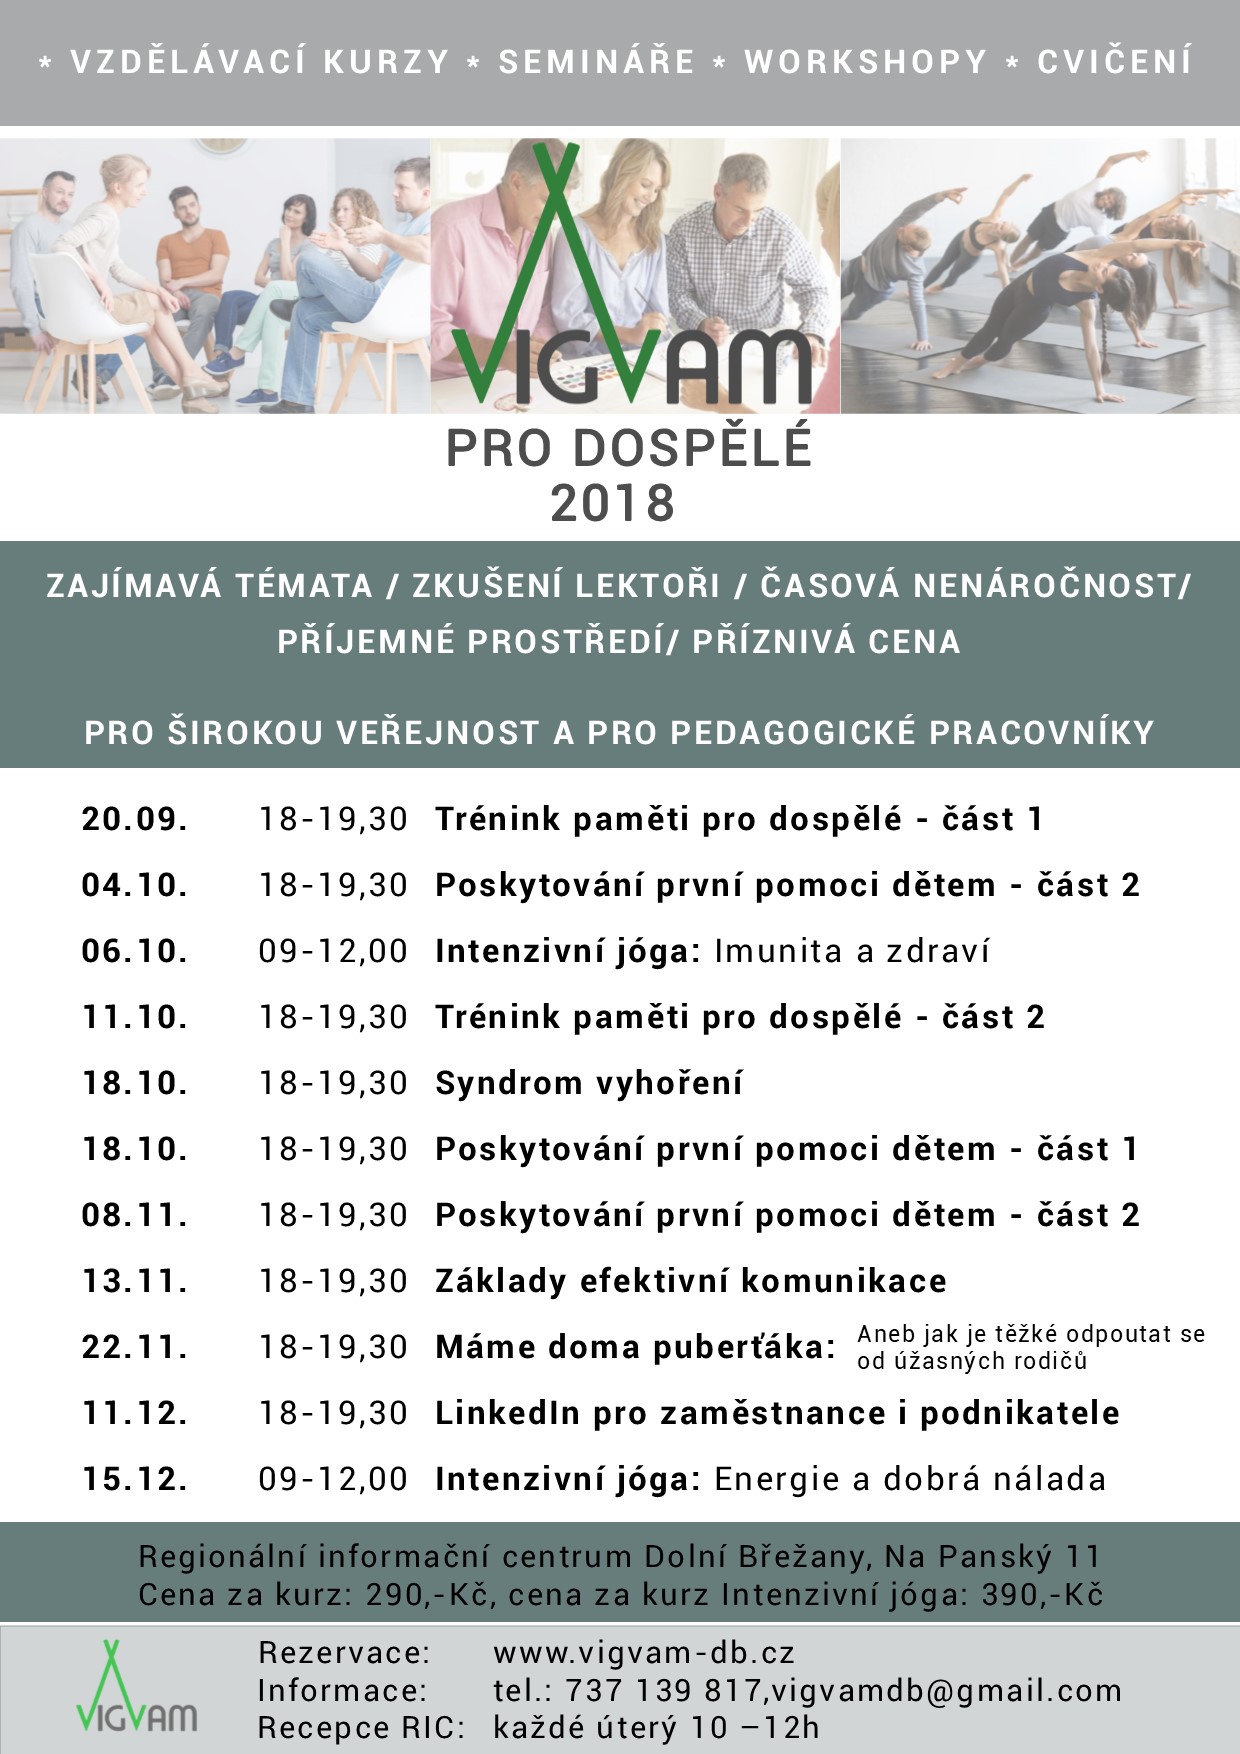 * VZDĚLÁVACÍ KURZY * SEMINÁŘE * WORKSHOPY * CVIČENÍ
VIGVAM
PRO DOSPĚLÉ
2018
ZAJÍMAVÁ TÉMATA / ZKUŠENÍ LEKTOŘI / ČASOVÁ NENÁROČNOST/
PŘÍJEMNÉ PROSTŘEDÍ/ PŘÍZNIVÁ CENA
PRO ŠIROKOU VEŘEJNOST A PRO PEDAGOGICKÉ PRACOVNÍKY
20.09. 18-19,30 Trénink paměti pro dospělé - část 1
04.10. 18-19,30 Poskytování první pomoci dětem - část 2
06.10. 09-12,00 Intenzivní jóga: Imunita a zdraví
11.10. 18-19,30 Trénink paměti pro dospělé - část 2
18.10. 18-19,30 Syndrom vyhoření
18.10. 18-19,30 Poskytování první pomoci dětem - část 1
08.11. 18-19,30 Poskytování první pomoci dětem - část 2
13.11. 18-19,30 Základy efektivní komunikace
22.11. 18-19,30 Máme doma puberťáka: Aneb jak je těžké odpoutat se
od úžasných rodičů
11.12. 18-19,30 LinkedIn pro zaměstnance i podnikatele
15.12. 09-12,00 Intenzivní jóga: Energie a dobrá nálada
Regionální informační centrum Dolní Břežany, Na Panský 11
Cena za kurz: 290,-Kč, cena za kurz Intenzivní jóga: 390,-Kč
VIGVAM
Rezervace: www.vigvam-db.cz
Informace: tel.: 737 139 817,vigvamdb@gmail.com
Recepce RIC: každé úterý 10 –12h